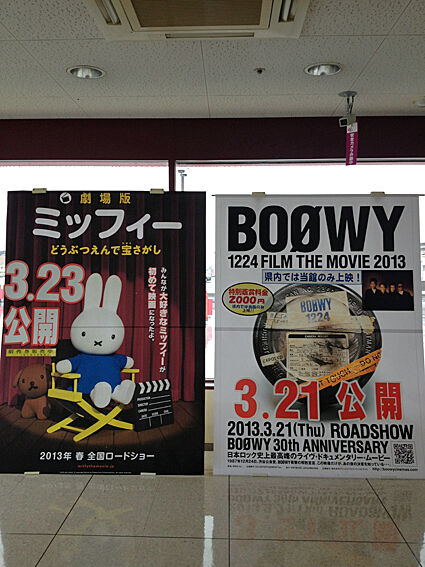 劇場版
ミッフィー
どうぶつえんで宝さがし
3.23
公開
みんなが大好きなミッフィーが
初めて映画になったよ。
2013年 春 全国ロードショー
BOØWY
1224 FILM THE MOVIE 2013
県内では当館のみ上映!
特別鑑賞料金
2000円
BOØWY
1224
3.21 公開
2013.3.21(Thu) ROADSHOW
BOØWY 30th ANNIVERSARY
日本ロック史上最高峰のライヴ・ドキュメンタリー・ムービー